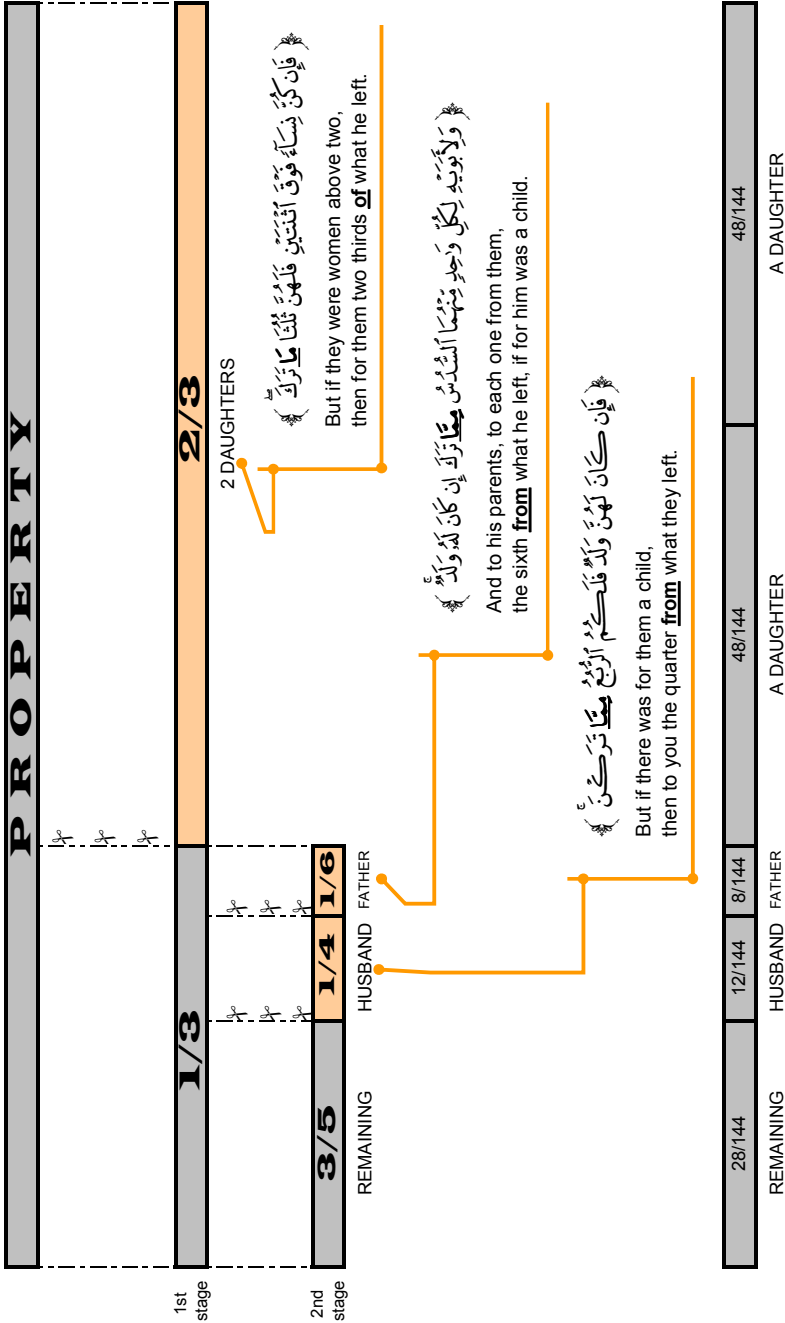 PROPERTY
1st
stage
1/3
2/3
2 DAUGHTERS
﴿ فَإِن كُنَّ نِسَآءً فَوْقَ ٱثْنَتَيْنِ فَلَهُنَّ ثُلُثَا مَا تَرَكَ ۖ ﴾
But if they were women above two,
then for them two thirds of what he left.
2nd
stage
3/5
1/4
1/6
REMAINING
HUSBAND
FATHER
﴿ وَلِأَبَوَيْهِ لِكُلِّ وَٰحِدٍ مِّنْهُمَا ٱلسُّدُسُ مِمَّا تَرَكَ إِن كَانَ لَهُۥ وَلَدٌ ۚ ﴾
And to his parents, to each one from them,
the sixth from what he left, if for him was a child.
﴿ فَإِن كَانَ لَهُنَّ وَلَدٌ فَلَكُمُ ٱلرُّبُعُ مِمَّا تَرَكْنَ ۚ ﴾
But if there was for them a child,
then to you the quarter from what they left.
28/144
12/144
8/144
48/144
48/144
REMAINING
HUSBAND
FATHER
A DAUGHTER
A DAUGHTER